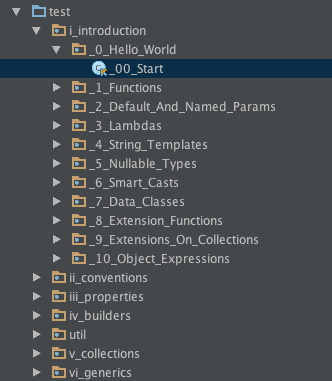 test
i_introduction
_0_Hello_World
_00_Start
_1_Functions
_2_Default_And_Named_Params
_3_Lambdas
_4_String_Templates
_5_Nullable_Types
_6_Smart_Casts
_7_Data_Classes
_8_Extension_Functions
_9_Extensions_On_Collections
_10_Object_Expressions
ii_conventions
iii_properties
iv_builders
util
v_collections
vi_generics